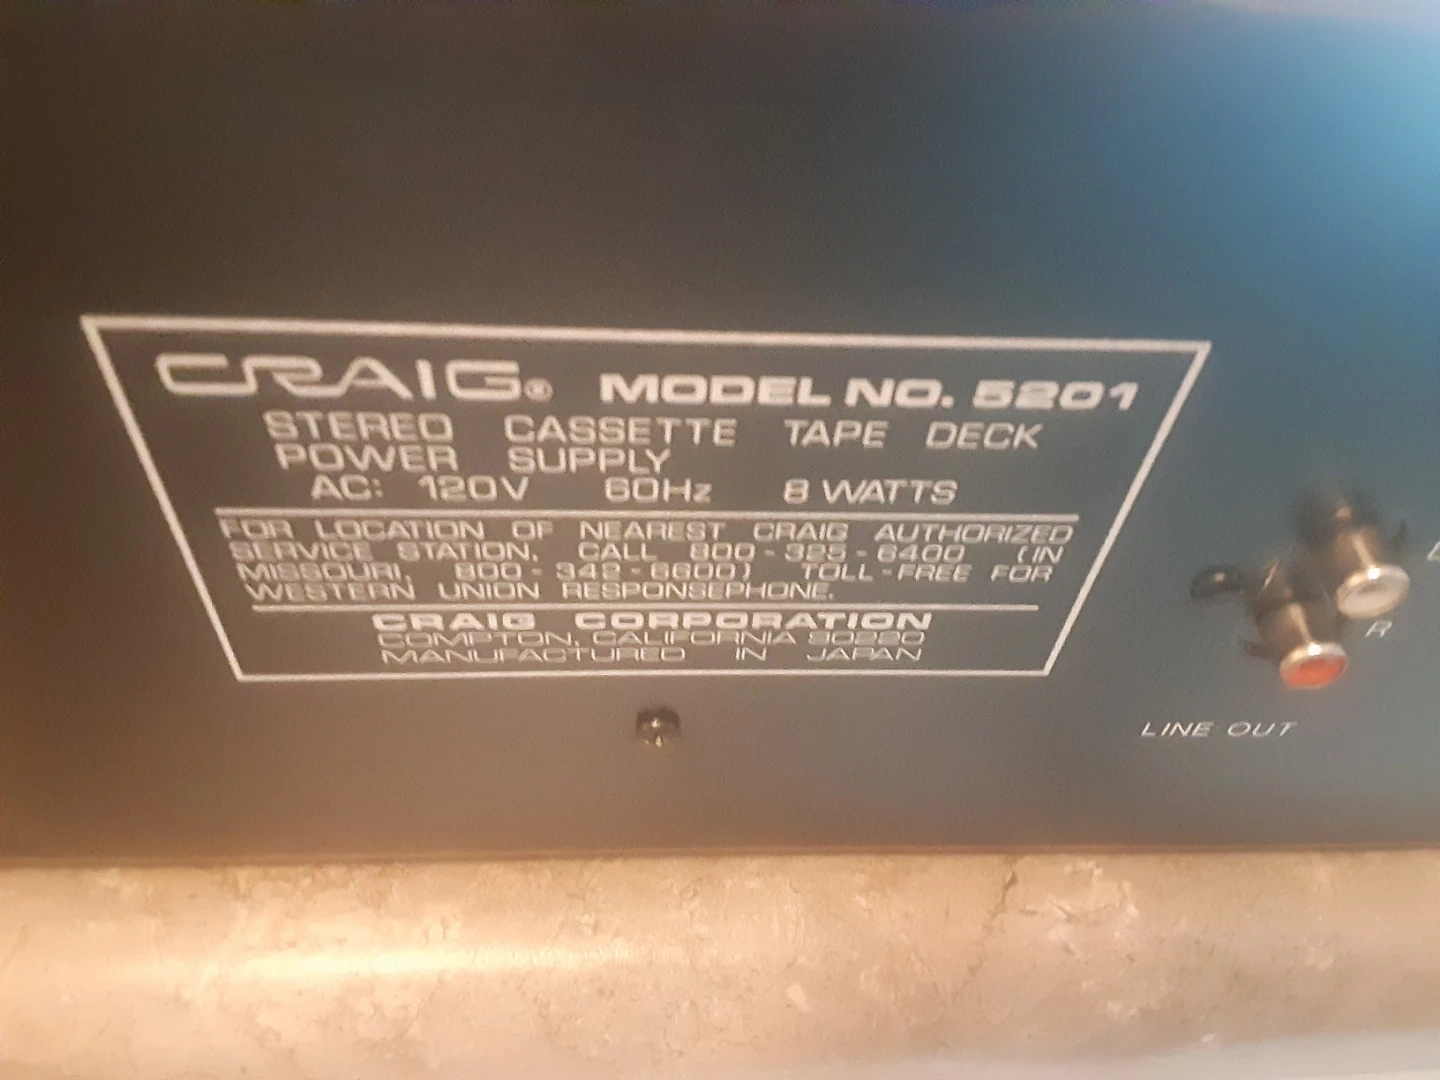 CRAIG® MODEL NO. 5201
STEREO CASSETTE TAPE DECK
POWER SUPPLY
AC: 120V 60Hz 8 WATTS
FOR LOCATION OF NEAREST CRAIG AUTHORIZED
SERVICE STATION, CALL 800-325-6400 (IN
MISSOURI, 800-342-6600) TOLL-FREE FOR
WESTERN UNION RESPONSEPHONE.
CRAIG CORPORATION
COMPTON, CALIFORNIA 90220
MANUFACTURED IN JAPAN
L
R
LINE OUT